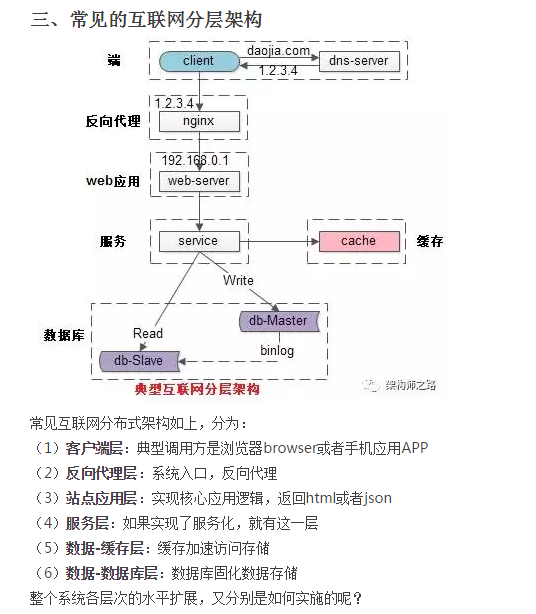 三、常见的互联网分层架构
端
client
daojia.com
1.2.3.4
dns-server
1.2.3.4
反向代理
nginx
192.168.0.1
web应用
web-server
服务
service
cache
缓存
Write
数据库
Read
db-Master
binlog
db-Slave
典型互联网分层架构
架构师之路
常见互联网分布式架构如上，分为：
（1）客户端层：典型调用方是浏览器browser或者手机应用APP
（2）反向代理层：系统入口，反向代理
（3）站点应用层：实现核心应用逻辑，返回html或者json
（4）服务层：如果实现了服务化，就有这一层
（5）数据-缓存层：缓存加速访问存储
（6）数据-数据库层：数据库固化数据存储
整个系统各层次的水平扩展，又分别是如何实施的呢？